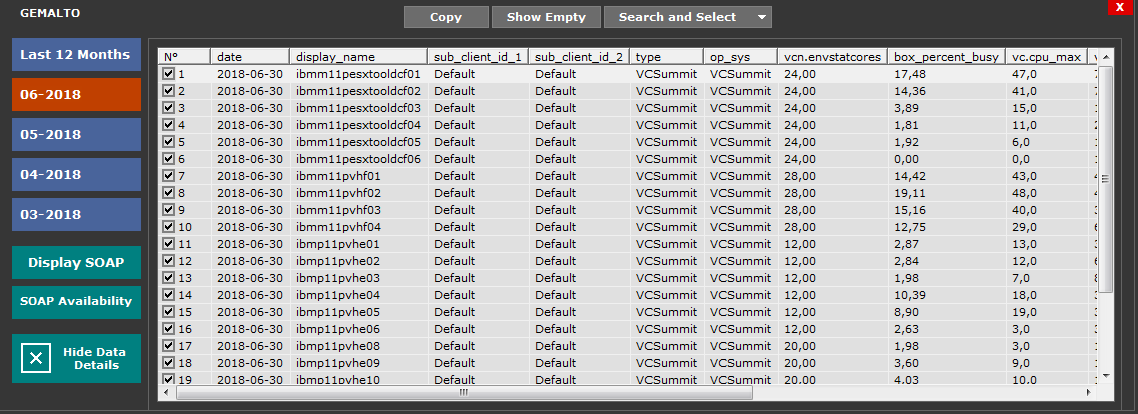 GEMALTO
Copy Show Empty Search and Select X
Last 12 Months
06-2018
05-2018
04-2018
03-2018
Display SOAP
SOAP Availability
Hide Data
Details
N° date display_name sub_client_id_1 sub_client_id_2 type op_sys vcn.envstatcores box_percent_busy vc.cpu_max
1 2018-06-30 ibmm11pesxtooldcf01 Default Default VCSummit VCSummit 24,00 17,48 47,0
2 2018-06-30 ibmm11pesxtooldcf02 Default Default VCSummit VCSummit 24,00 14,36 41,0
3 2018-06-30 ibmm11pesxtooldcf03 Default Default VCSummit VCSummit 24,00 3,89 15,0
4 2018-06-30 ibmm11pesxtooldcf04 Default Default VCSummit VCSummit 24,00 1,81 11,0
5 2018-06-30 ibmm11pesxtooldcf05 Default Default VCSummit VCSummit 24,00 1,92 6,0
6 2018-06-30 ibmm11pesxtooldcf06 Default Default VCSummit VCSummit 24,00 0,00 0,0
7 2018-06-30 ibmm11pvhf01 Default Default VCSummit VCSummit 28,00 14,42 43,0
8 2018-06-30 ibmm11pvhf02 Default Default VCSummit VCSummit 28,00 19,11 48,0
9 2018-06-30 ibmm11pvhf03 Default Default VCSummit VCSummit 28,00 15,16 40,0
10 2018-06-30 ibmm11pvhf04 Default Default VCSummit VCSummit 28,00 12,75 29,0
11 2018-06-30 ibmp11pvhe01 Default Default VCSummit VCSummit 12,00 2,87 13,0
12 2018-06-30 ibmp11pvhe02 Default Default VCSummit VCSummit 12,00 2,84 12,0
13 2018-06-30 ibmp11pvhe03 Default Default VCSummit VCSummit 12,00 1,98 7,0
14 2018-06-30 ibmp11pvhe04 Default Default VCSummit VCSummit 12,00 10,39 18,0
15 2018-06-30 ibmp11pvhe05 Default Default VCSummit VCSummit 12,00 8,90 19,0
16 2018-06-30 ibmp11pvhe06 Default Default VCSummit VCSummit 12,00 2,63 3,0
17 2018-06-30 ibmp11pvhe08 Default Default VCSummit VCSummit 20,00 1,98 3,0
18 2018-06-30 ibmp11pvhe09 Default Default VCSummit VCSummit 20,00 3,60 9,0
19 2018-06-30 ibmp11pvhe10 Default Default VCSummit VCSummit 20,00 4,03 10,0